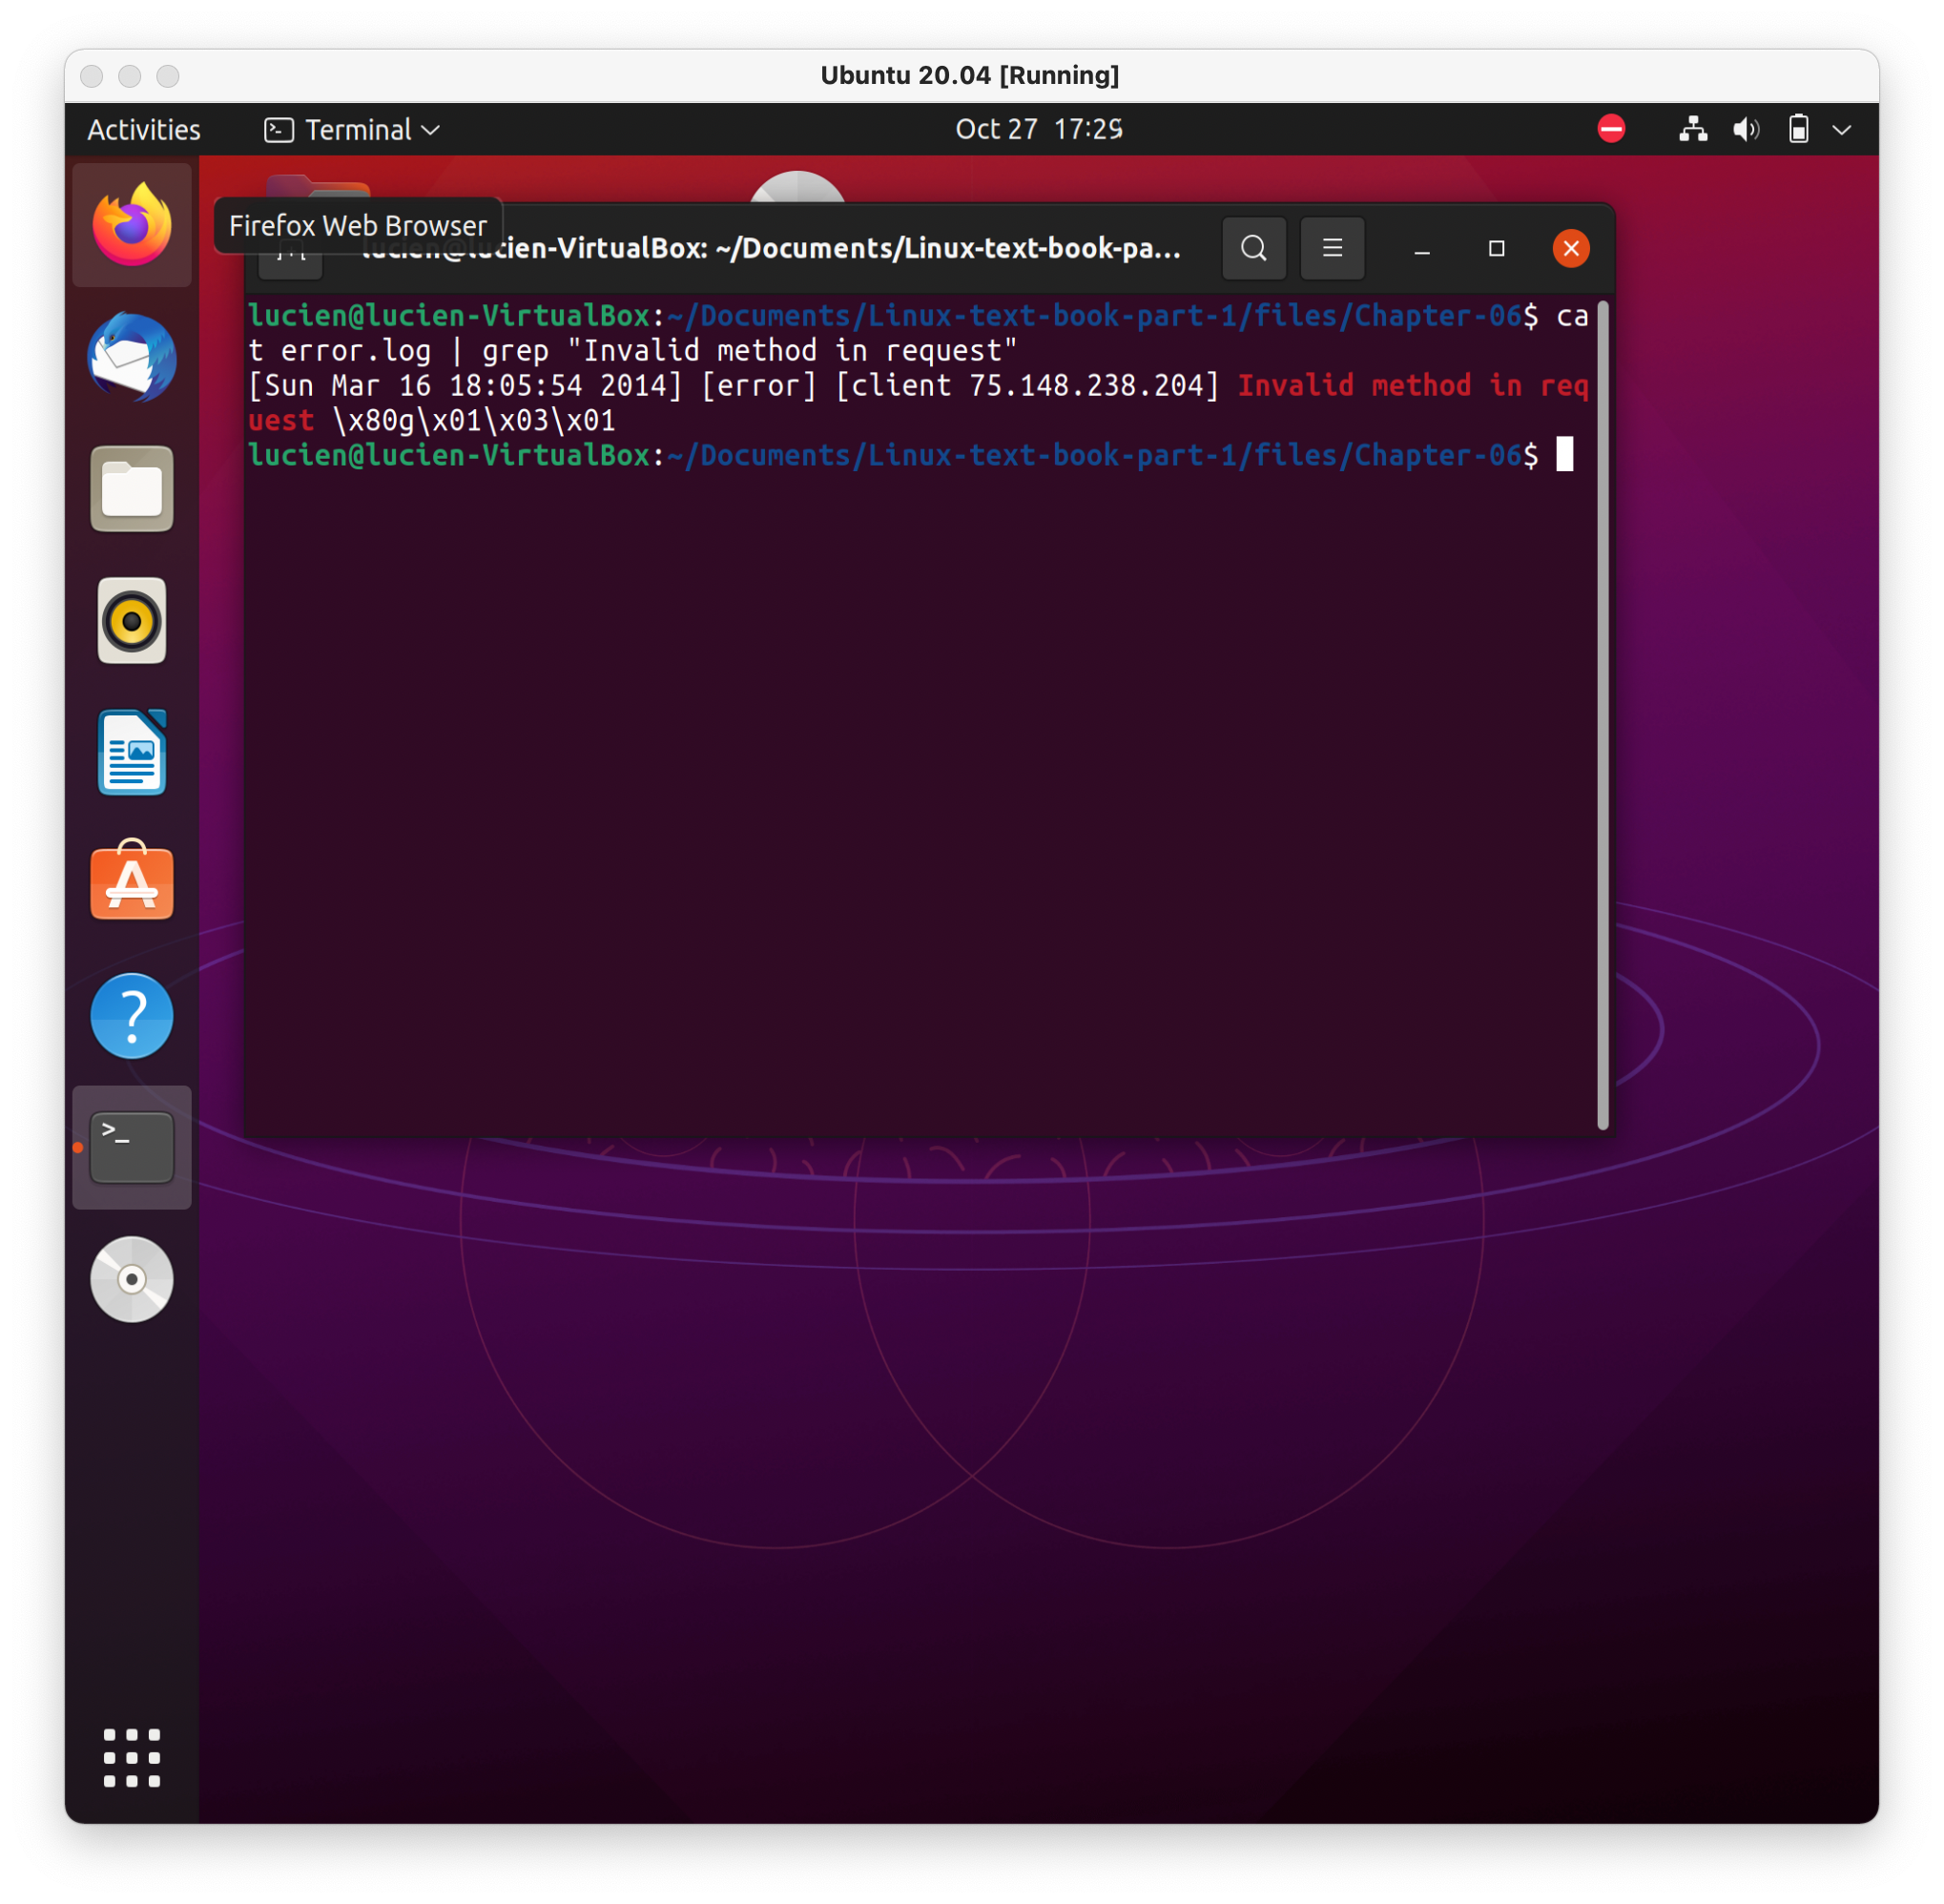 Ubuntu 20.04 [Running]
Activities
Terminal
Oct 27 17:29
Firefox Web Browser
lucien@lucien-VirtualBox: ~/Documents/Linux-text-book-pa...
lucien@lucien-VirtualBox:~/Documents/Linux-text-book-part-1/files/Chapter-06$ ca
t error.log | grep "Invalid method in request"
[Sun Mar 16 18:05:54 2014] [error] [client 75.148.238.204] Invalid method in req
uest \x80g\x01\x03\x01
lucien@lucien-VirtualBox:~/Documents/Linux-text-book-part-1/files/Chapter-06$